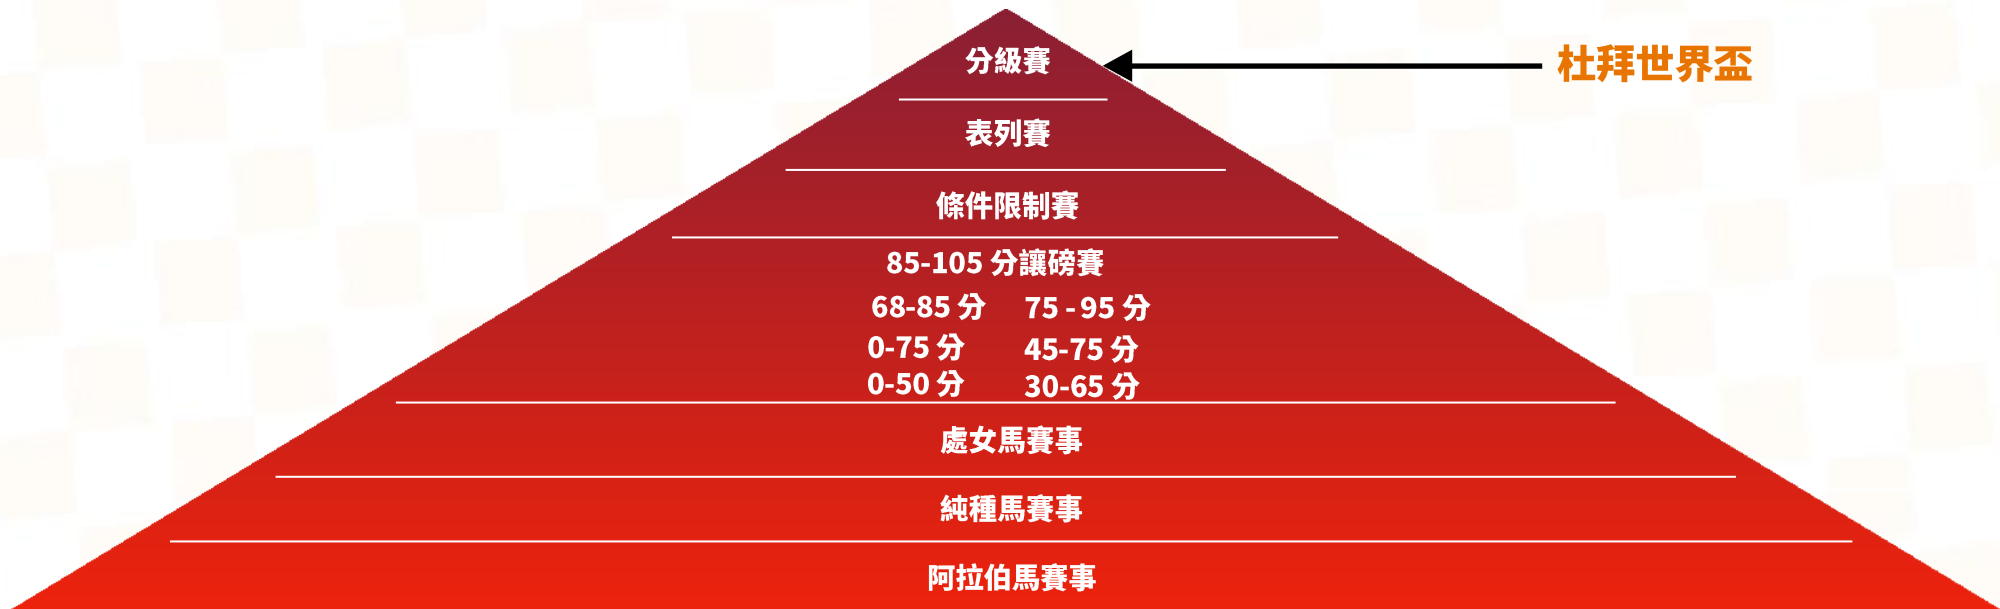 分級賽
杜拜世界盃
表列賽
條件限制賽
85-105 分讓磅賽
68-85 分 75 -95 分
0-75 分 45-75 分
0-50 分 30-65 分
處女馬賽事
純種馬賽事
阿拉伯馬賽事